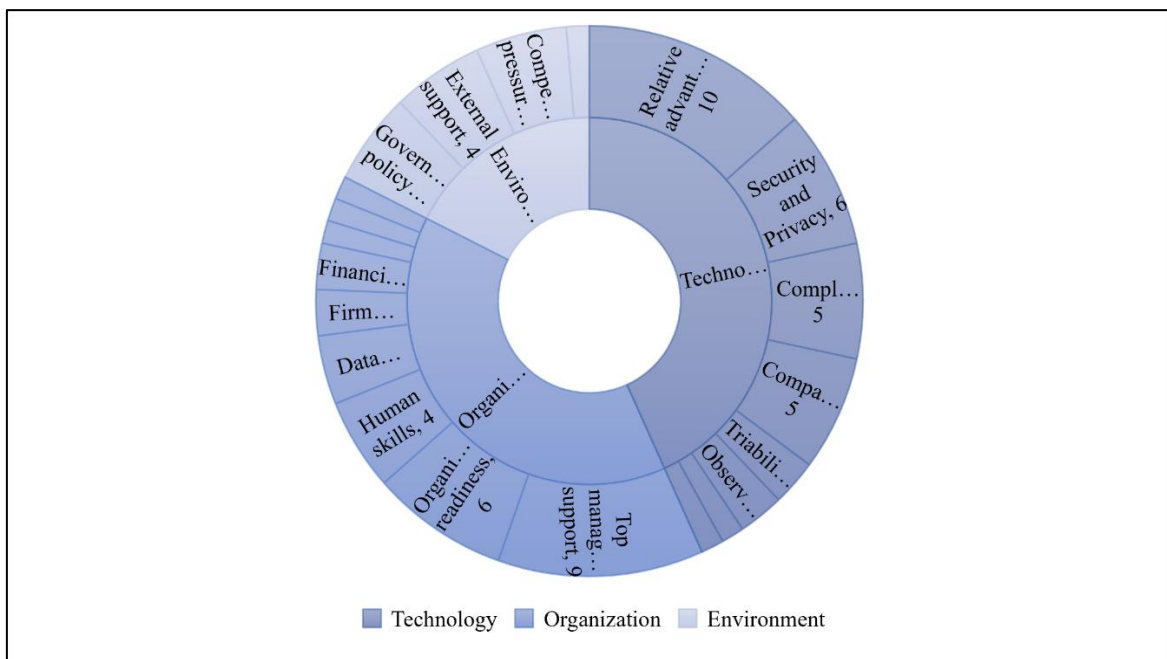 Relative
advant…
10
Security
and
Privacy, 6
Compl…
5
Compa…
5
Triabili…
Observ…
Top
manag…
support, 9
Organi…
readiness,
6
Human
skills, 4
Data…
Firm…
Financi…
Govern…
policy…
External
support, 4
Compe…
pressur…
Techno…
Organi…
Enviro…
Technology
Organization
Environment